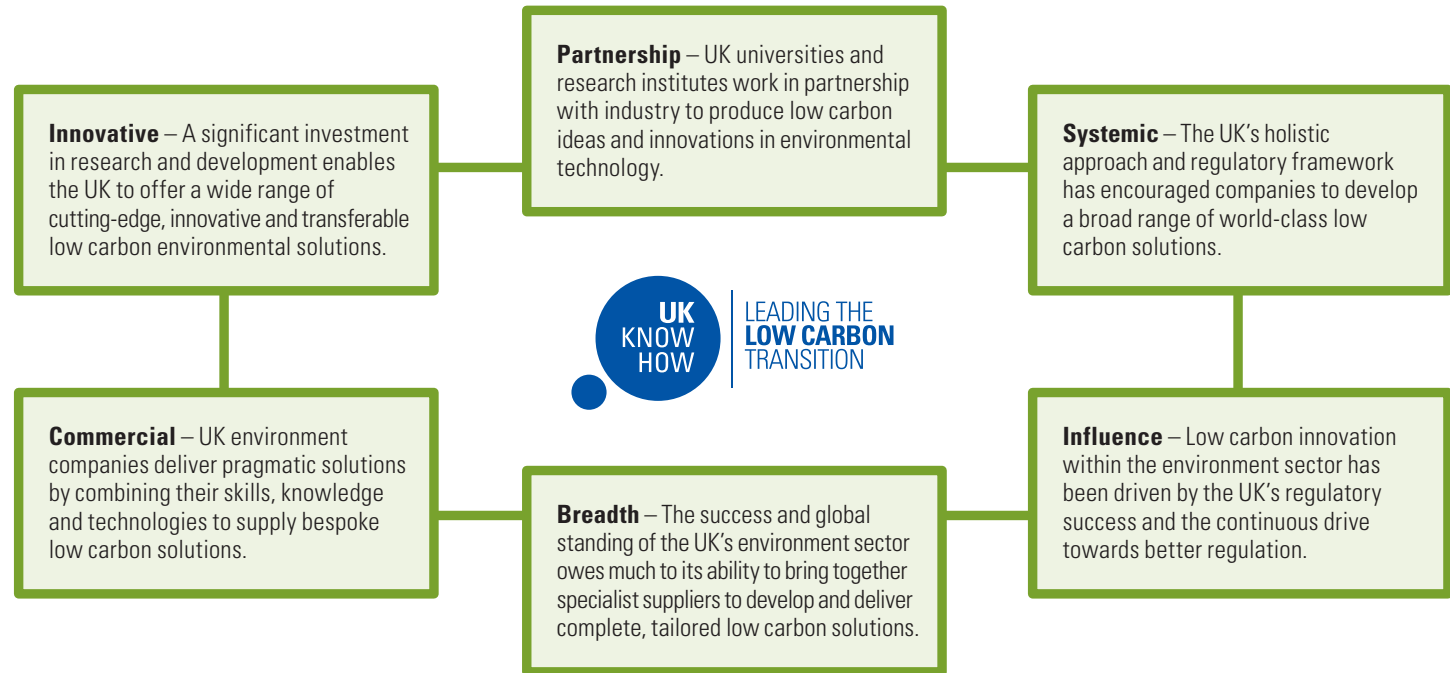 Partnership – UK universities and
research institutes work in partnership
with industry to produce low carbon
ideas and innovations in environmental
technology.
Innovative – A significant investment
in research and development enables
the UK to offer a wide range of
cutting-edge, innovative and transferable
low carbon environmental solutions.
Systemic – The UK's holistic
approach and regulatory framework
has encouraged companies to develop
a broad range of world-class low
carbon solutions.
UK
KNOW
HOW
LEADING THE
LOW CARBON
TRANSITION
Commercial – UK environment
companies deliver pragmatic solutions
by combining their skills, knowledge
and technologies to supply bespoke
low carbon solutions.
Breadth – The success and global
standing of the UK's environment sector
owes much to its ability to bring together
specialist suppliers to develop and deliver
complete, tailored low carbon solutions.
Influence – Low carbon innovation
within the environment sector has
been driven by the UK's regulatory
success and the continuous drive
towards better regulation.